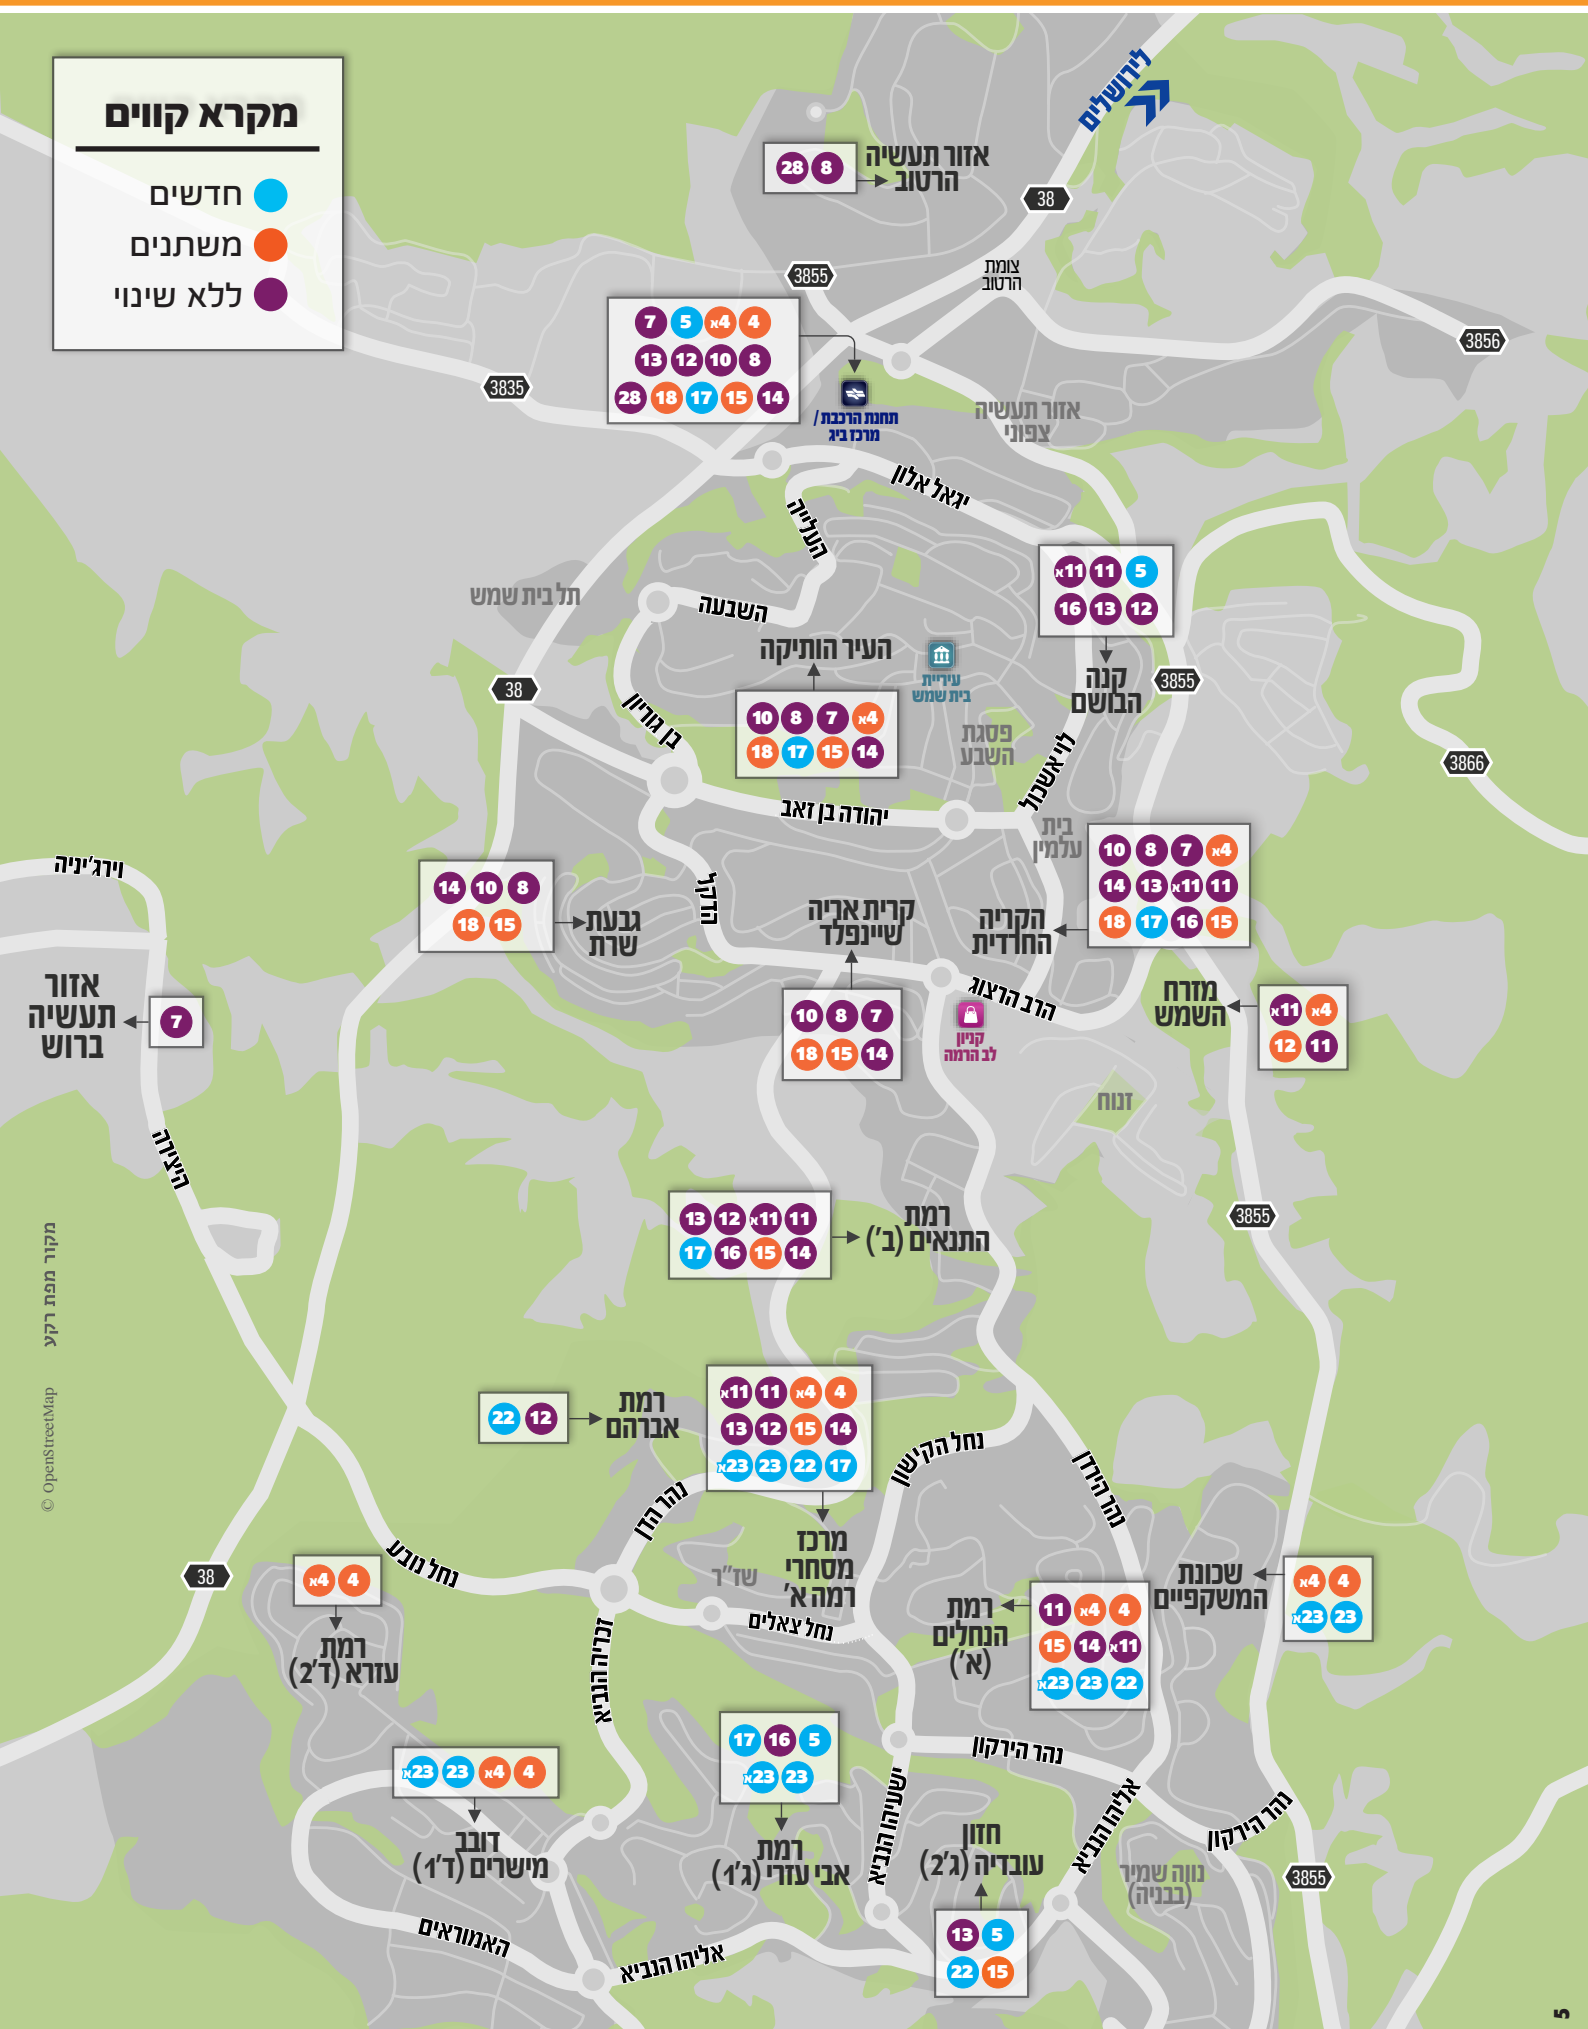 מקרא קווים
חדשים
משתנים
ללא שינוי
לירושלים
28 8
אזור תעשיה
הרטוב
38
3855
צומת
הרטוב
3856
3835
7 5 4א 4
13 12 10 8
28 18 17 15 14
תחנת הרכבת /
מרכז ביג
אזור תעשיה
צפוני
יגאל אלון
העלייה
השבעה
תל בית שמש
11א 11 5
16 13 12
קנה
הבושם
3855
העיר הותיקה
10 8 7 4א
18 17 15 14
עיריית
בית שמש
פסגת
השבע
38
בן גוריון
לוי אשכול
3866
יהודה בן זאב
בית
עלמין
10 8 7 4א
14 13 11א 11
18 17 16 15
הקריה
החרדית
וירג'יניה
14 10 8
18 15
גבעת
שרת
הדקל
קרית אריה
שיינפלד
10 8 7
18 15 14
הרב הרצוג
קניון
לב הרמה
מזרח
השמש
11א 4א
12 11
אזור
תעשיה
ברוש
7
זנוח
היצירה
13 12 11א 11
17 16 15 14
רמת
התנאים (ב')
3855
מקור מפת רקע
© OpenStreetMap
22 12
רמת
אברהם
11א 11 4א 4
13 12 15 14
23א 23 22 17
מרכז
מסחרי
רמה א'
נחל הקישון
נהר הירדן
נהר הדן
נחל נובע
38
4א 4
רמת
עזרא (ד'2)
שז"ר
נחל צאלים
זכריה הנביא
רמת
הנחלים
(א')
11 4א 4
15 14 11א
23א 23 22
שכונת
המשקפיים
4א 4
23א 23
17 16 5
23א 23
רמת
אבי עזרי (ג'1)
נהר הירקון
ישעיהו הנביא
אליהו הנביא
נהר הירקון
23א 23 4א 4
דובב
מישרים (ד'1)
חזון
עובדיה (ג'2)
13 5
22 15
נווה שמיר
(בבניה)
3855
האמוראים
אליהו הנביא
5